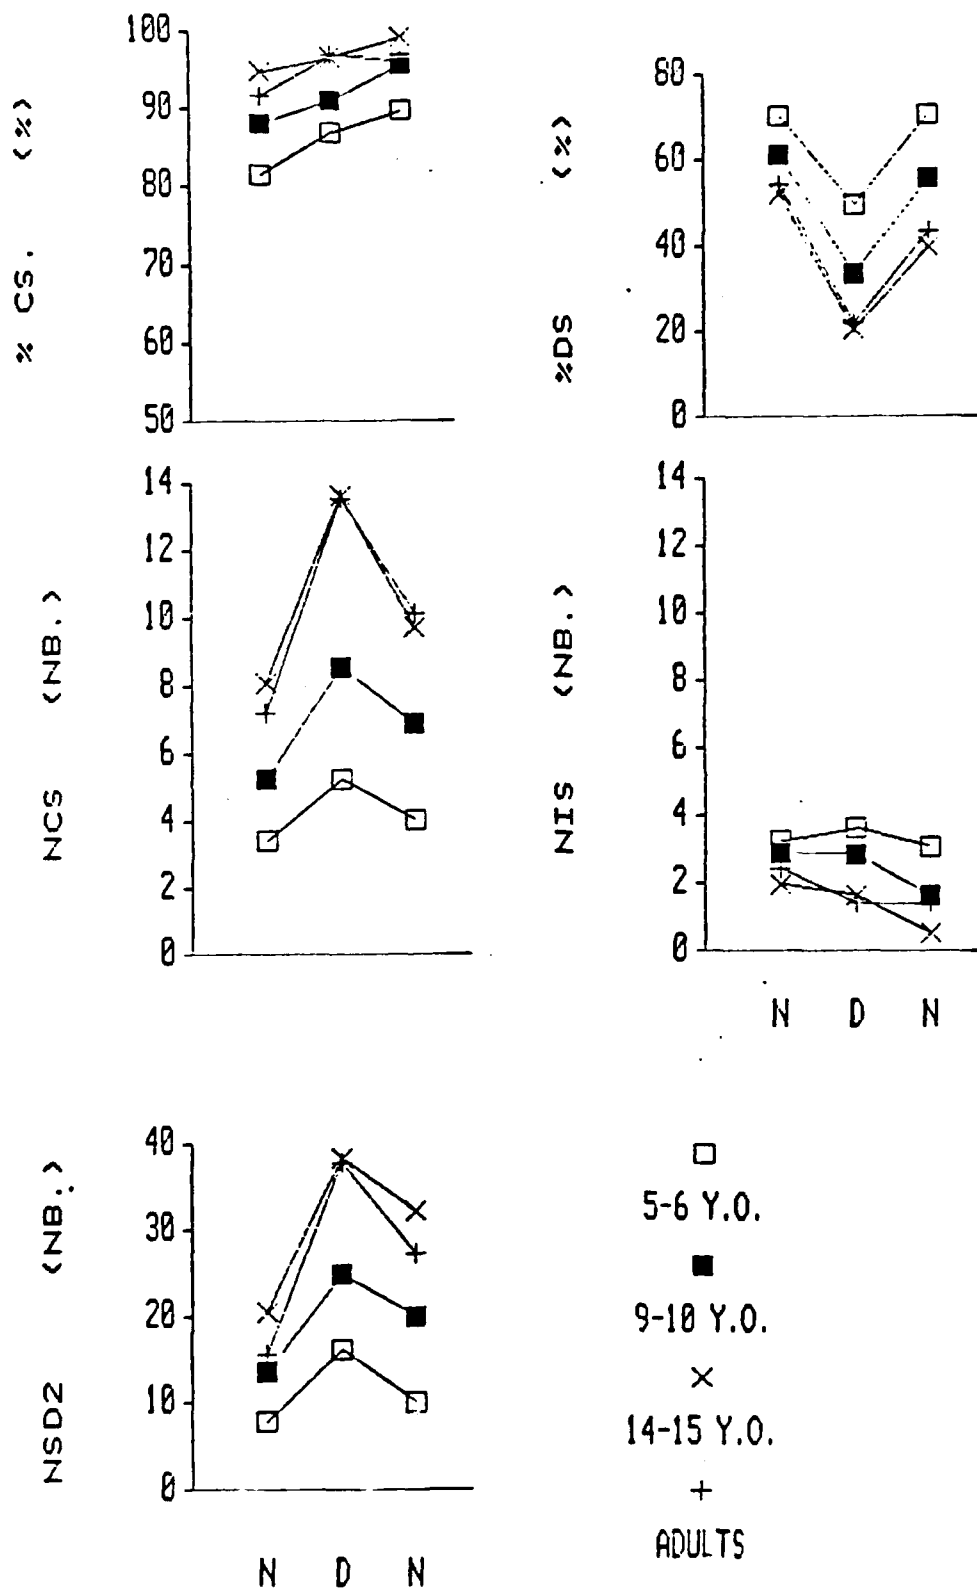 % CS. (%)
100
90
80
70
60
50
%DS (%)
80
60
40
20
0
NCS (NB.)
14
12
10
8
6
4
2
0
NIS (NB.)
14
12
10
8
6
4
2
0
N D N
NSD2 (NB.)
40
30
20
10
0
N D N
5-6 Y.O.
9-10 Y.O.
14-15 Y.O.
ADULTS